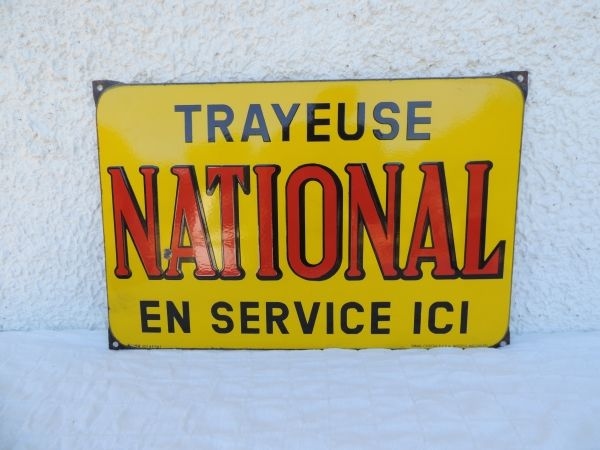 TRAYEUSE
NATIONAL
EN SERVICE ICI